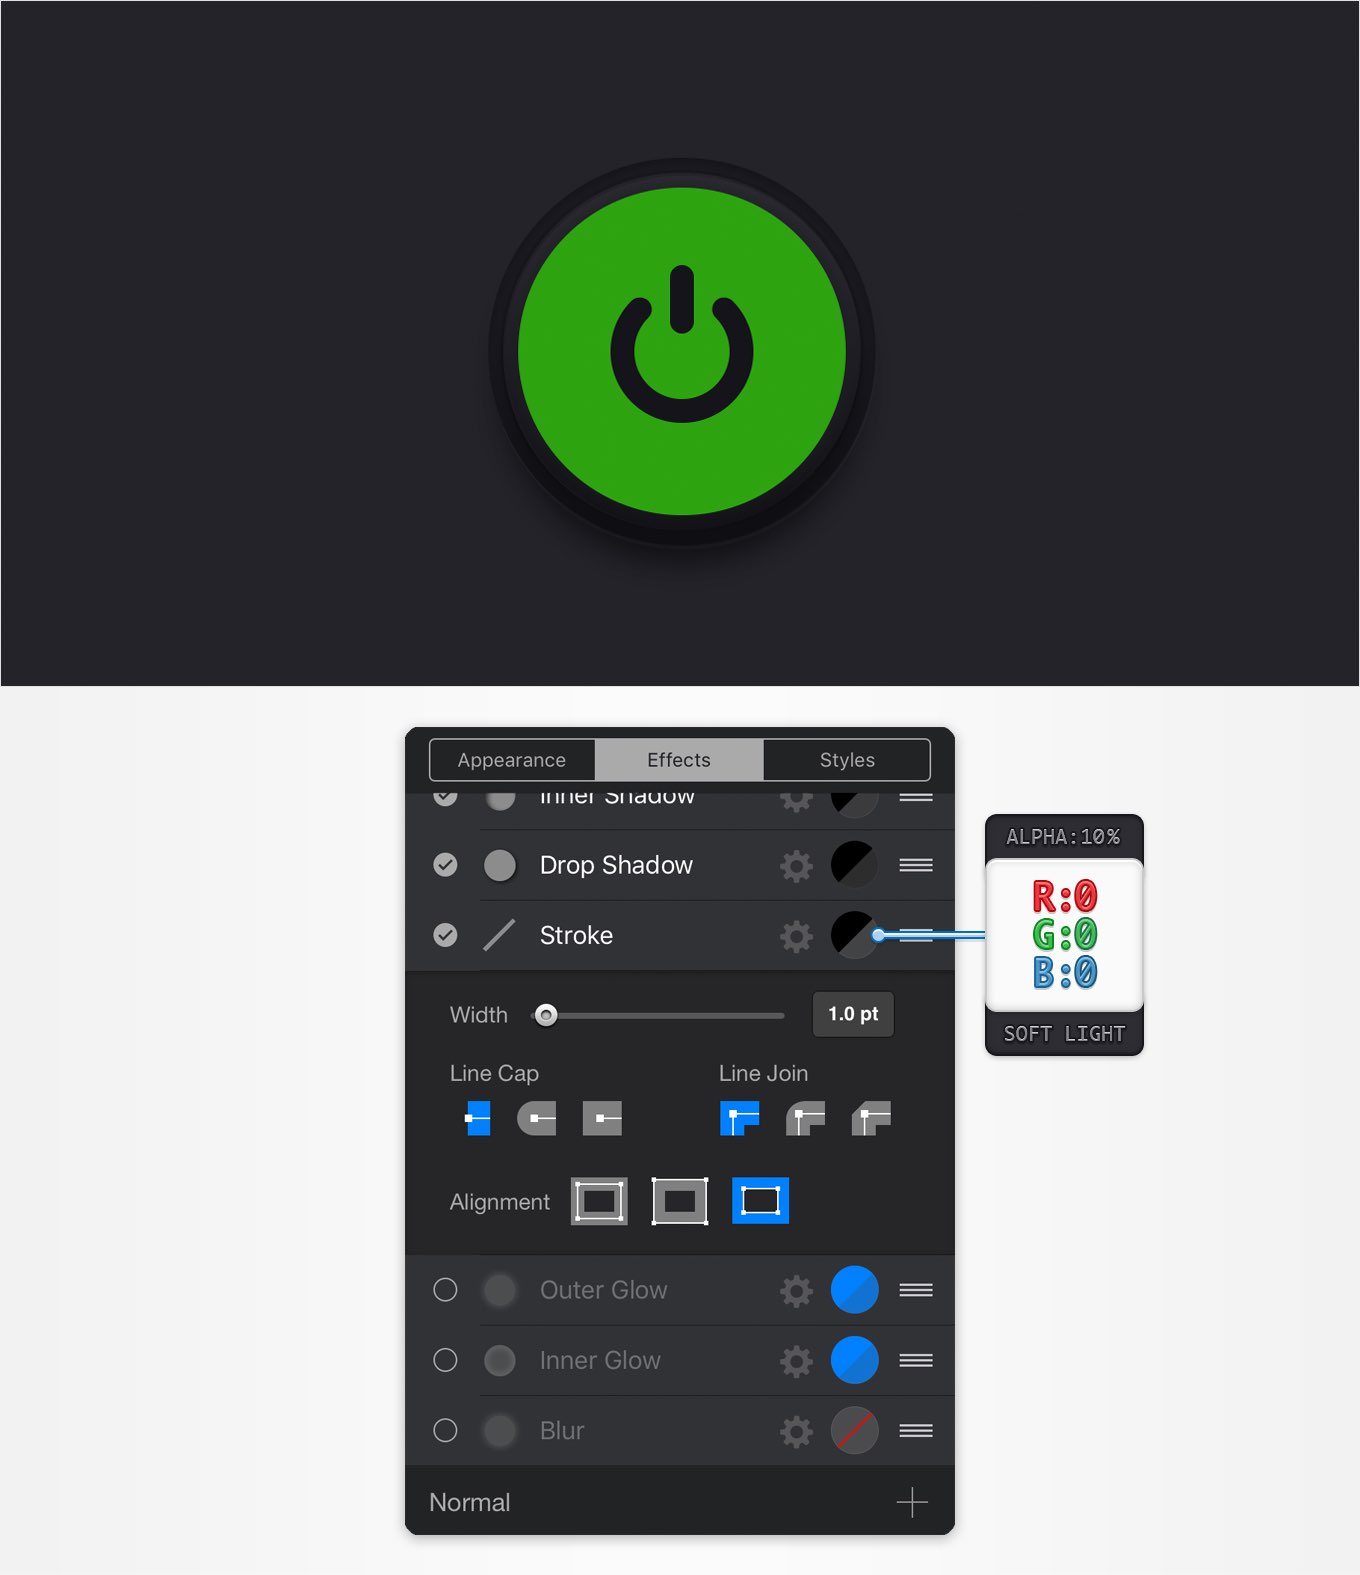 Appearance
Effects
Styles
Inner Shadow
Drop Shadow
Stroke
Width
1.0 pt
Line Cap
Line Join
Alignment
Outer Glow
Inner Glow
Blur
Normal
ALPHA:10%
R:0
G:0
B:0
SOFT LIGHT